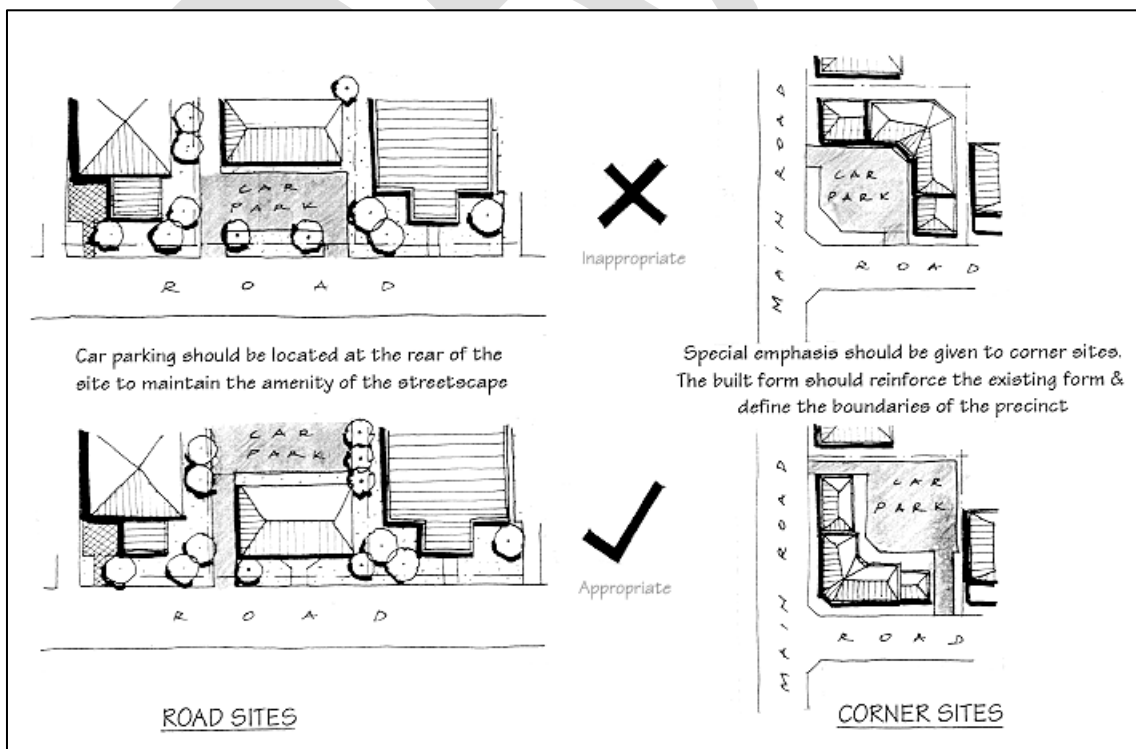 CAR
PARK
ROAD
Inappropriate
CAR
PARK
MAIN ROAD
ROAD
Car parking should be located at the rear of the
site to maintain the amenity of the streetscape
Special emphasis should be given to corner sites.
The built form should reinforce the existing form &
define the boundaries of the precinct
CAR
PARK
ROAD
Appropriate
CAR
PARK
MAIN ROAD
ROAD
ROAD SITES
CORNER SITES